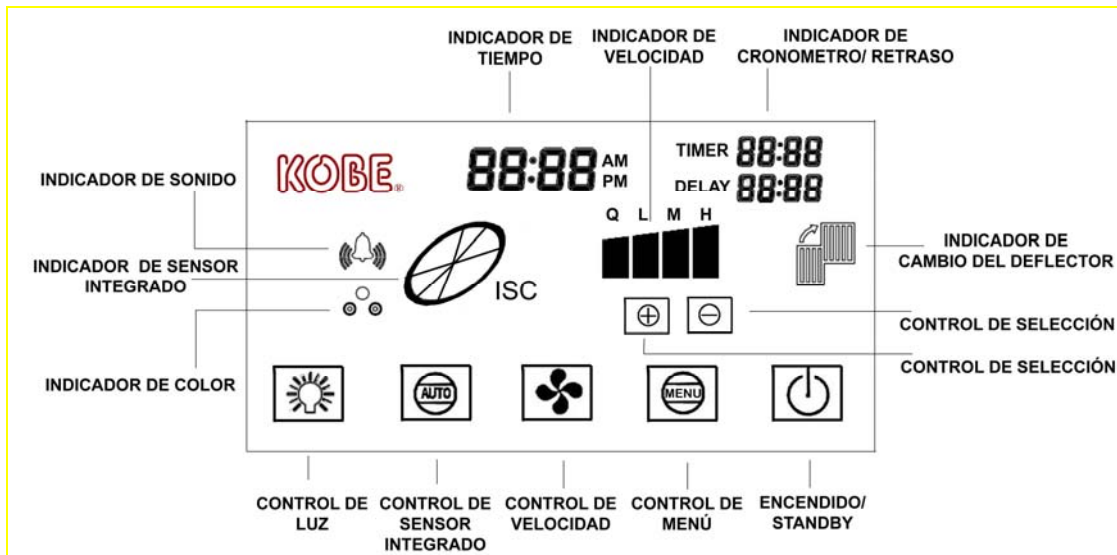 INDICADOR DE
TIEMPO
INDICADOR DE
VELOCIDAD
INDICADOR DE
CRONOMETRO/ RETRASO
KOBE®
88:88 AM
PM
TIMER 88:88
DELAY 88:88
INDICADOR DE SONIDO
Q L M H
INDICADOR DE SENSOR
INTEGRADO
ISC
INDICADOR DE
CAMBIO DEL DEFLECTOR
CONTROL DE SELECCIÓN
CONTROL DE SELECCIÓN
INDICADOR DE COLOR
AUTO
MENU
CONTROL DE
LUZ
CONTROL DE
SENSOR
INTEGRADO
CONTROL DE
VELOCIDAD
CONTROL DE
MENÚ
ENCENDIDO/
STANDBY